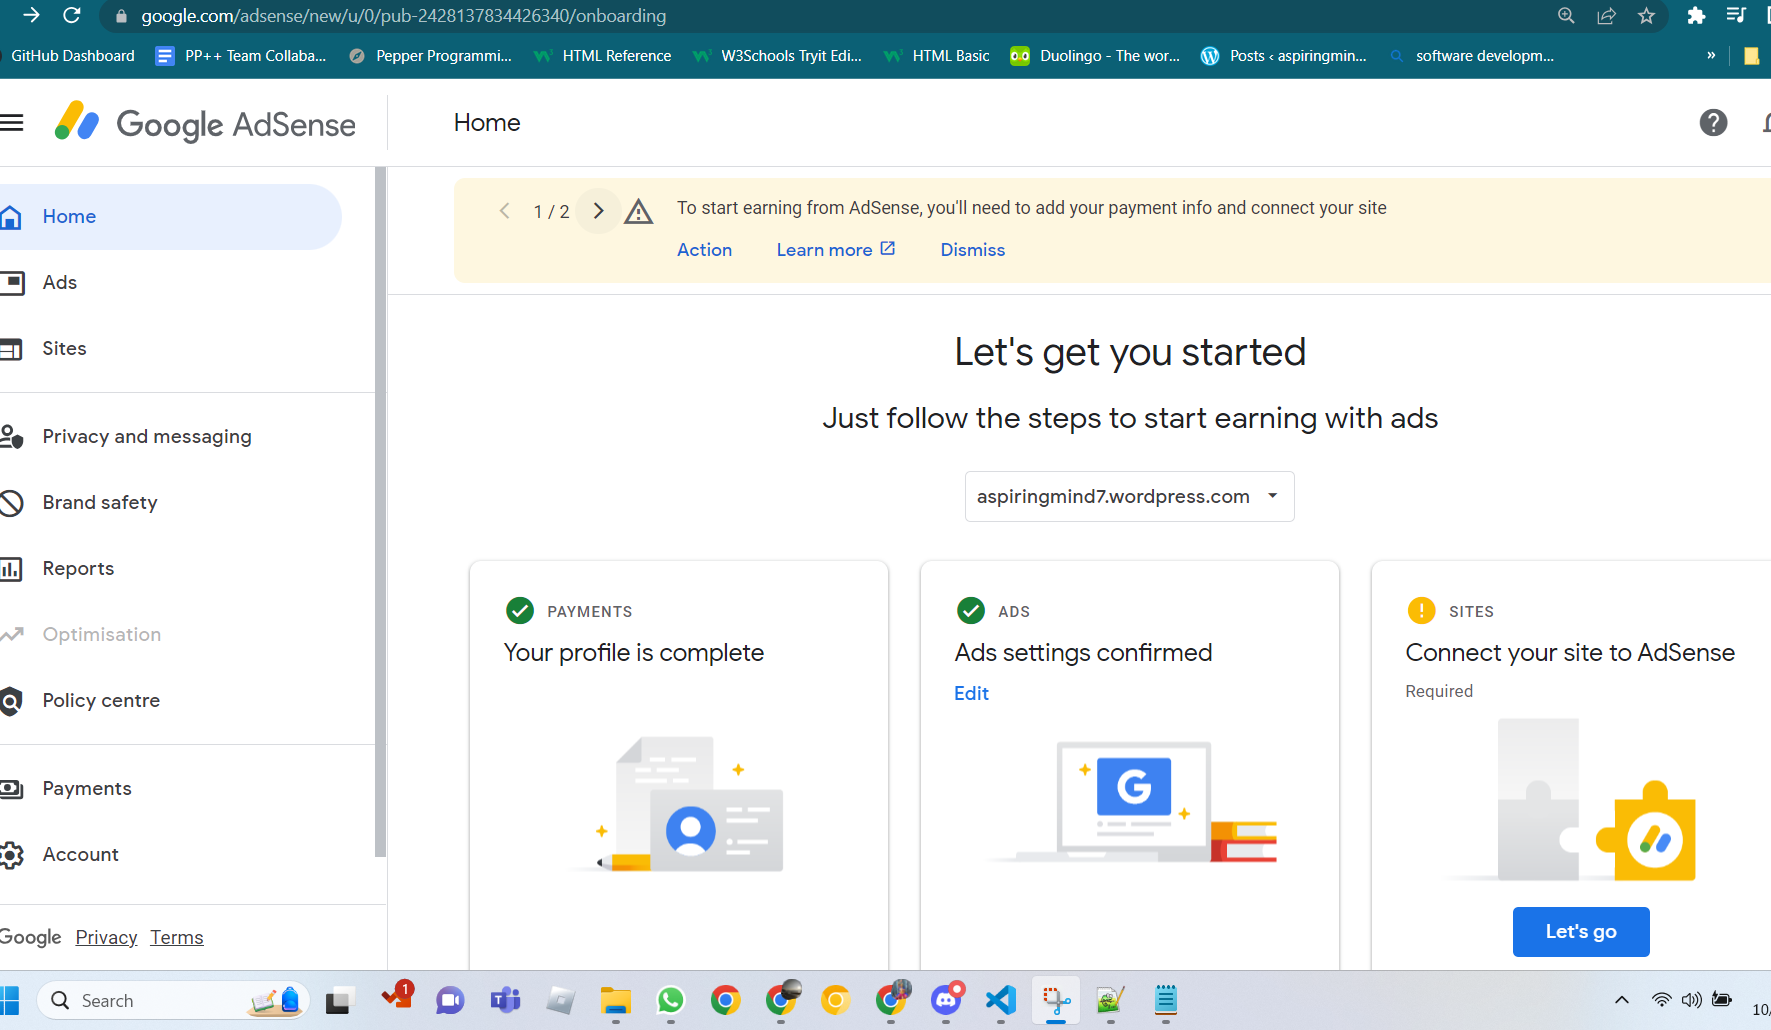 google.com/adsense/new/u/0/pub-2428137834426340/onboarding
GitHub Dashboard PP++ Team Collaba... Pepper Programmi... HTML Reference W3Schools Tryit Edi... HTML Basic Duolingo - The wor... Posts ‹ aspiringmin... software developm... »
Google AdSense
Home
Home
Ads
Sites
Privacy and messaging
Brand safety
Reports
Optimisation
Policy centre
Payments
Account
Google Privacy Terms
1 / 2
To start earning from AdSense, you'll need to add your payment info and connect your site
Action Learn more Dismiss
Let's get you started
Just follow the steps to start earning with ads
aspiringmind7.wordpress.com
PAYMENTS
Your profile is complete
ADS
Ads settings confirmed
Edit
G
SITES
Connect your site to AdSense
Required
Let's go
Search
1
10/